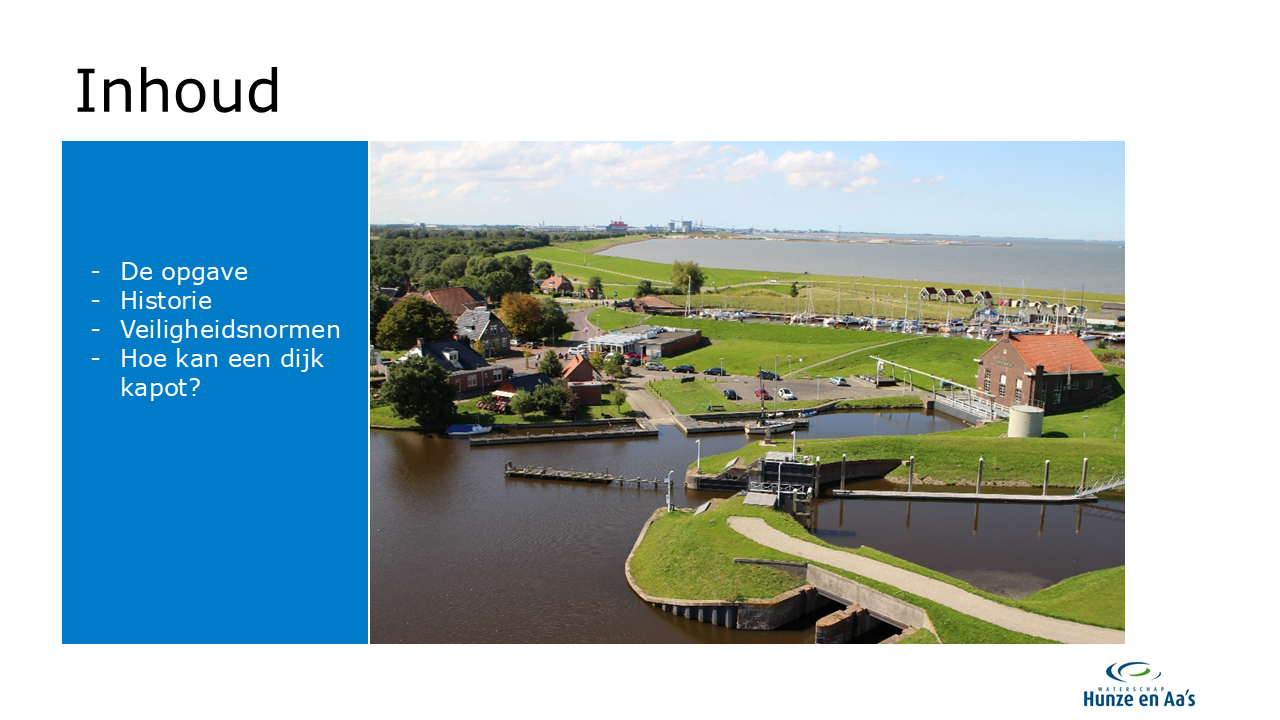 Inhoud
- De opgave
- Historie
- Veiligheidsnormen
- Hoe kan een dijk
kapot?
WATERSCHAP
Hunze en Aa's